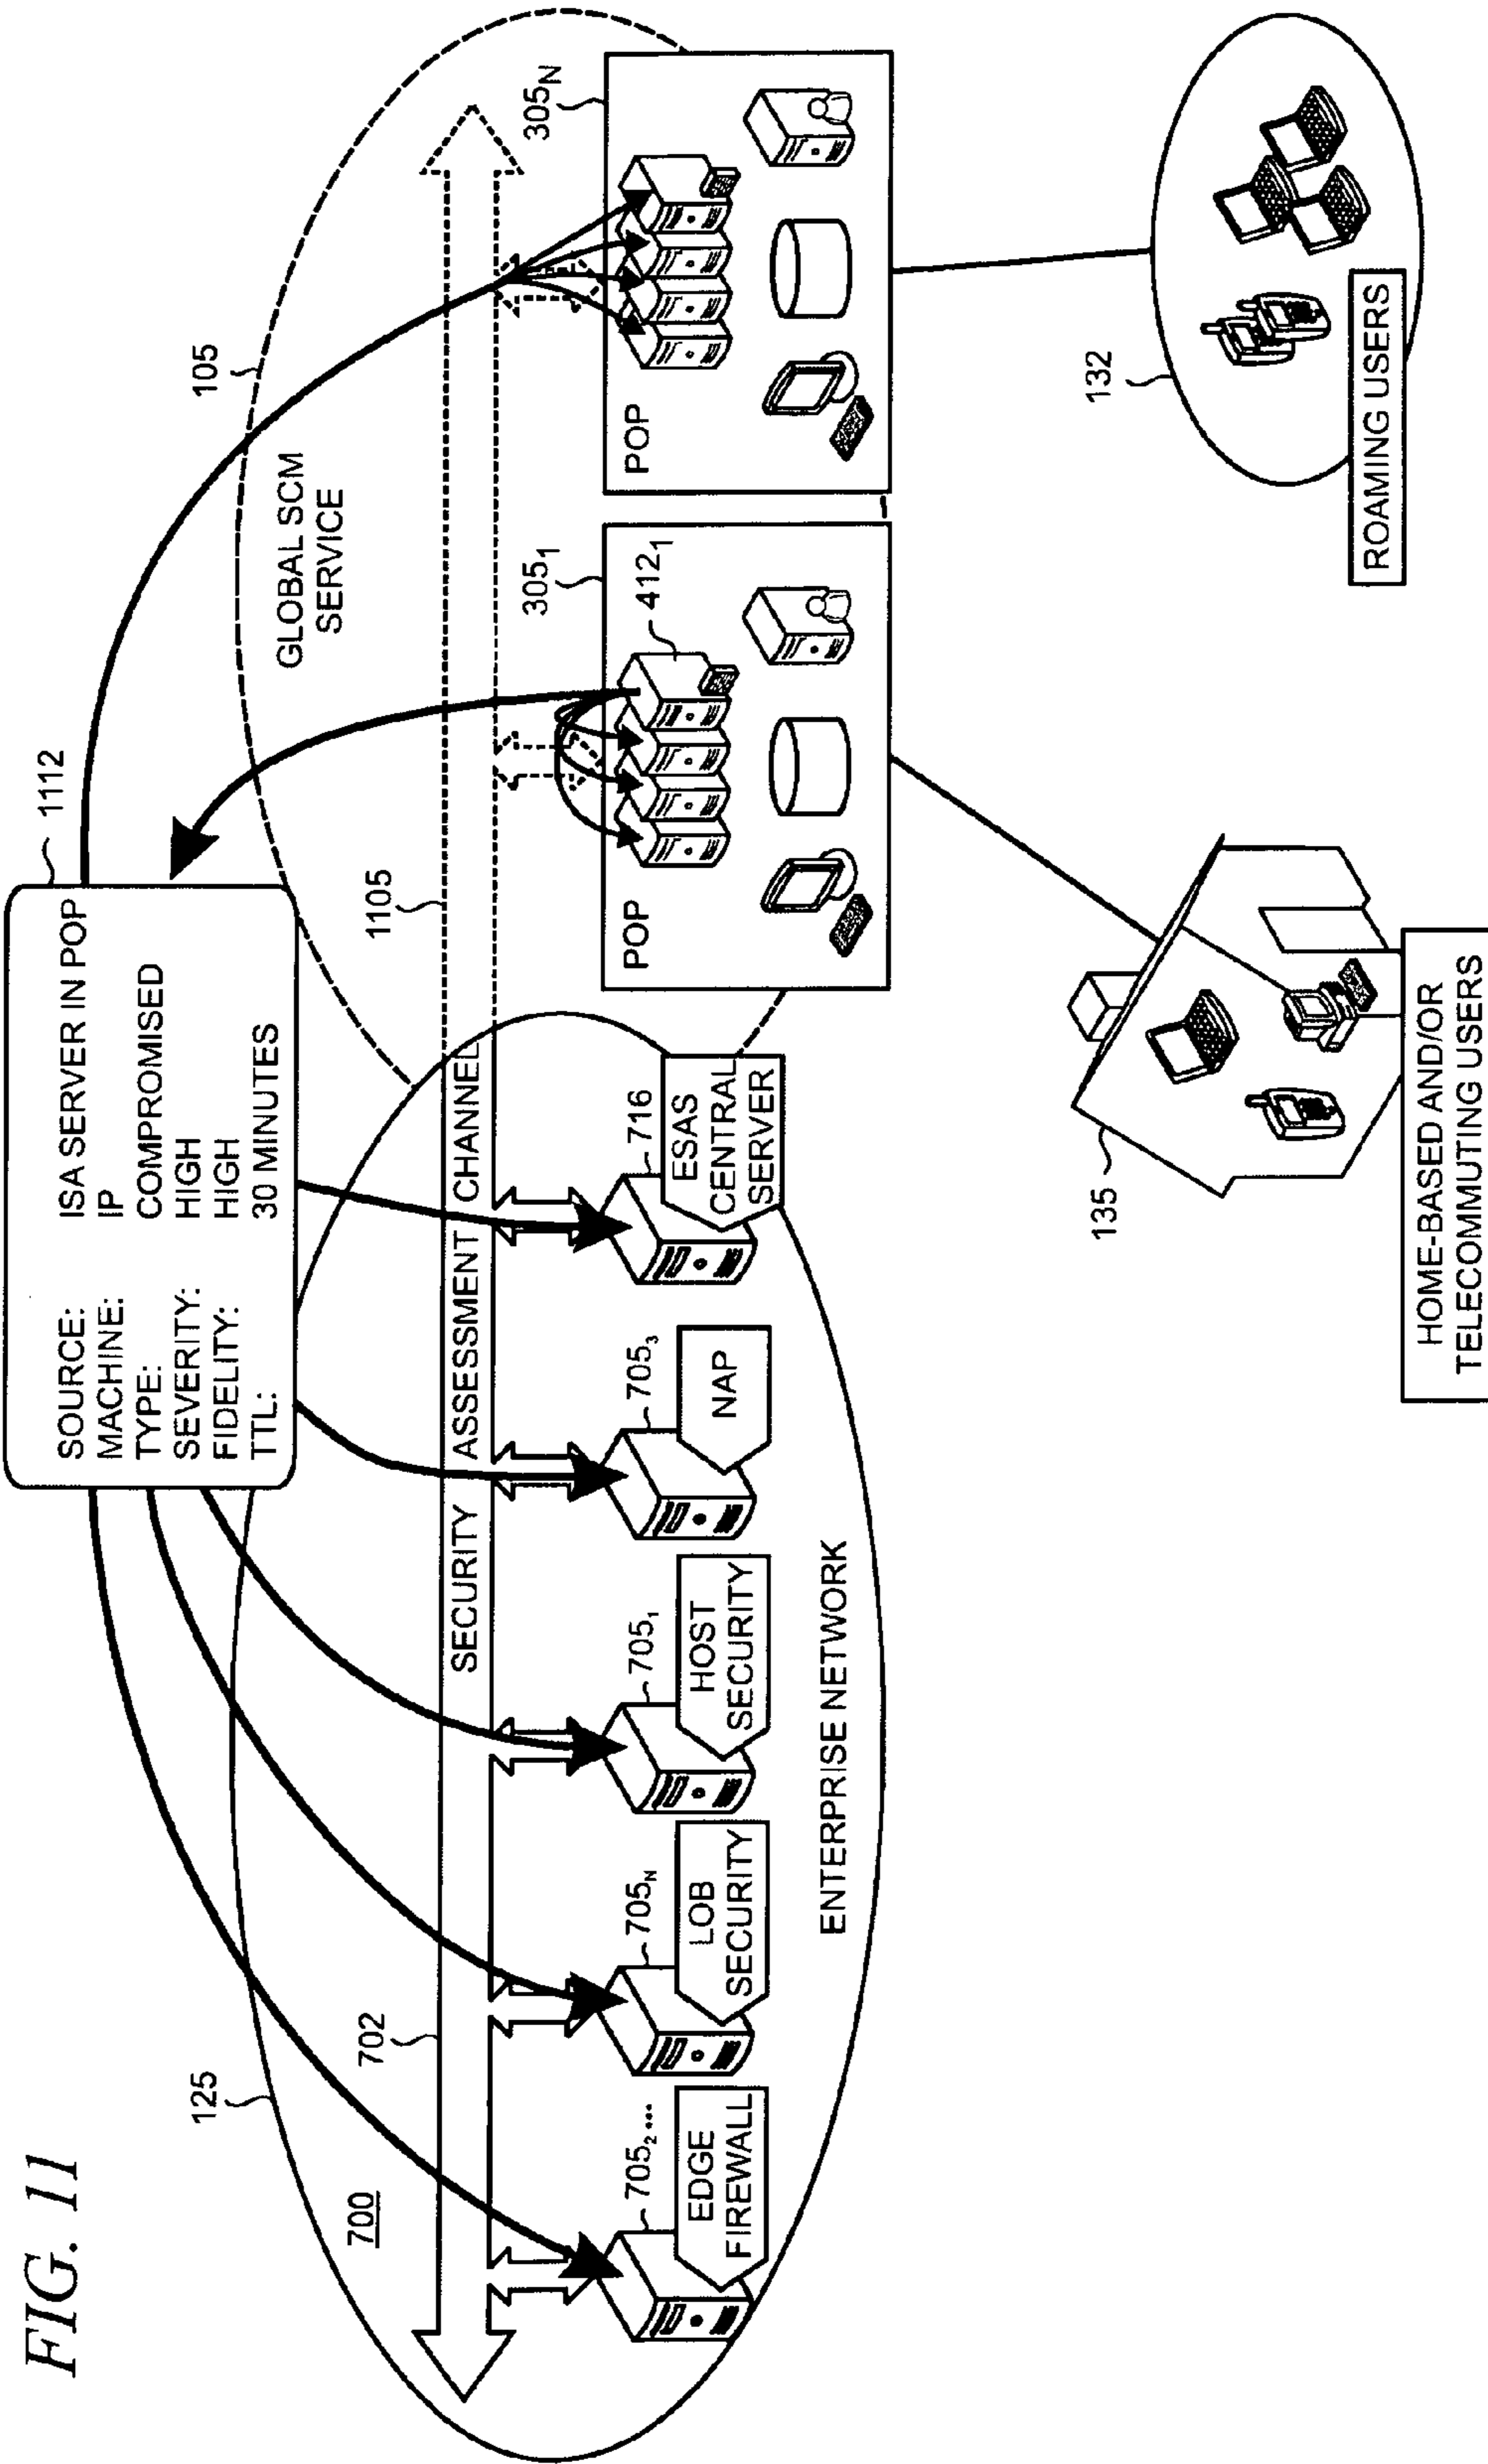 FIG. 11
SOURCE: ISA SERVER IN POP
MACHINE: IP
TYPE: COMPROMISED
SEVERITY: HIGH
FIDELITY: HIGH
TTL: 30 MINUTES
1112
125
105
700
GLOBAL SCM
SERVICE
702
1105
SECURITY ASSESSMENT CHANNEL
705₂...
EDGE
FIREWALL
705N
LOB
SECURITY
705₁
HOST
SECURITY
705₃
NAP
716
ESAS
CENTRAL
SERVER
305₁
412₁
POP
305N
POP
ENTERPRISE NETWORK
135
HOME-BASED AND/OR
TELECOMMUTING USERS
132
ROAMING USERS